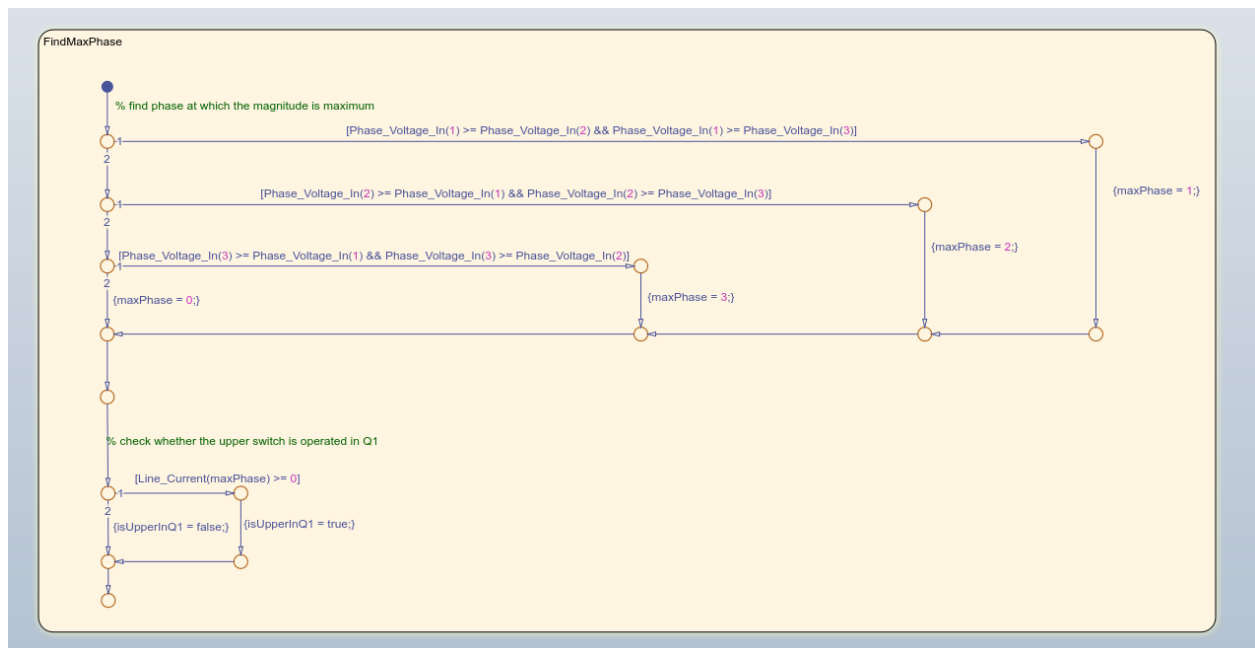 FindMaxPhase
% find phase at which the magnitude is maximum
[Phase_Voltage_In(1) >= Phase_Voltage_In(2) && Phase_Voltage_In(1) >= Phase_Voltage_In(3)]
1
2
{maxPhase = 1;}
[Phase_Voltage_In(2) >= Phase_Voltage_In(1) && Phase_Voltage_In(2) >= Phase_Voltage_In(3)]
1
2
{maxPhase = 2;}
[Phase_Voltage_In(3) >= Phase_Voltage_In(1) && Phase_Voltage_In(3) >= Phase_Voltage_In(2)]
1
2
{maxPhase = 0;}
{maxPhase = 3;}
% check whether the upper switch is operated in Q1
[Line_Current(maxPhase) >= 0]
1
2
{isUpperInQ1 = false;}
{isUpperInQ1 = true;}